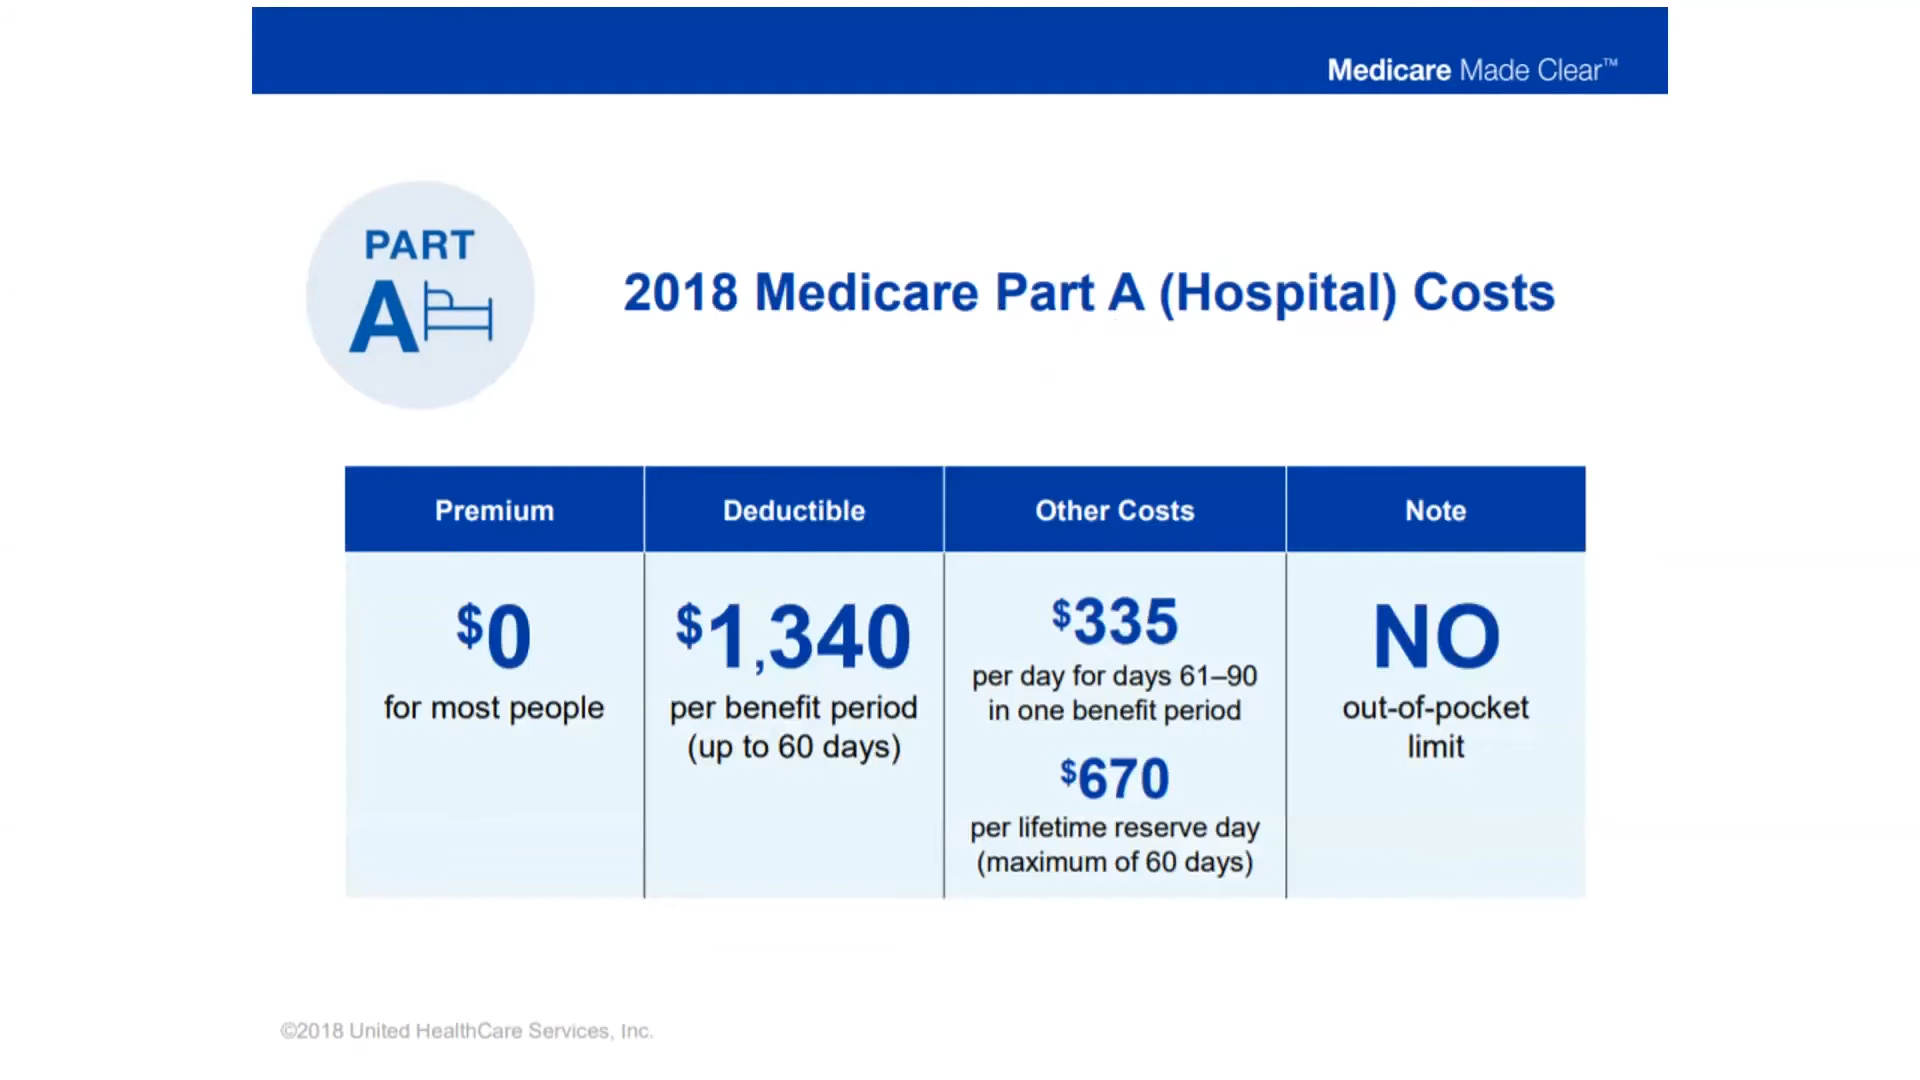 Medicare Made Clear™
PART
A
2018 Medicare Part A (Hospital) Costs
Premium
Deductible
Other Costs
Note
$0
for most people
$1,340
per benefit period
(up to 60 days)
$335
per day for days 61–90
in one benefit period
$670
per lifetime reserve day
(maximum of 60 days)
NO
out-of-pocket
limit
©2018 United HealthCare Services, Inc.